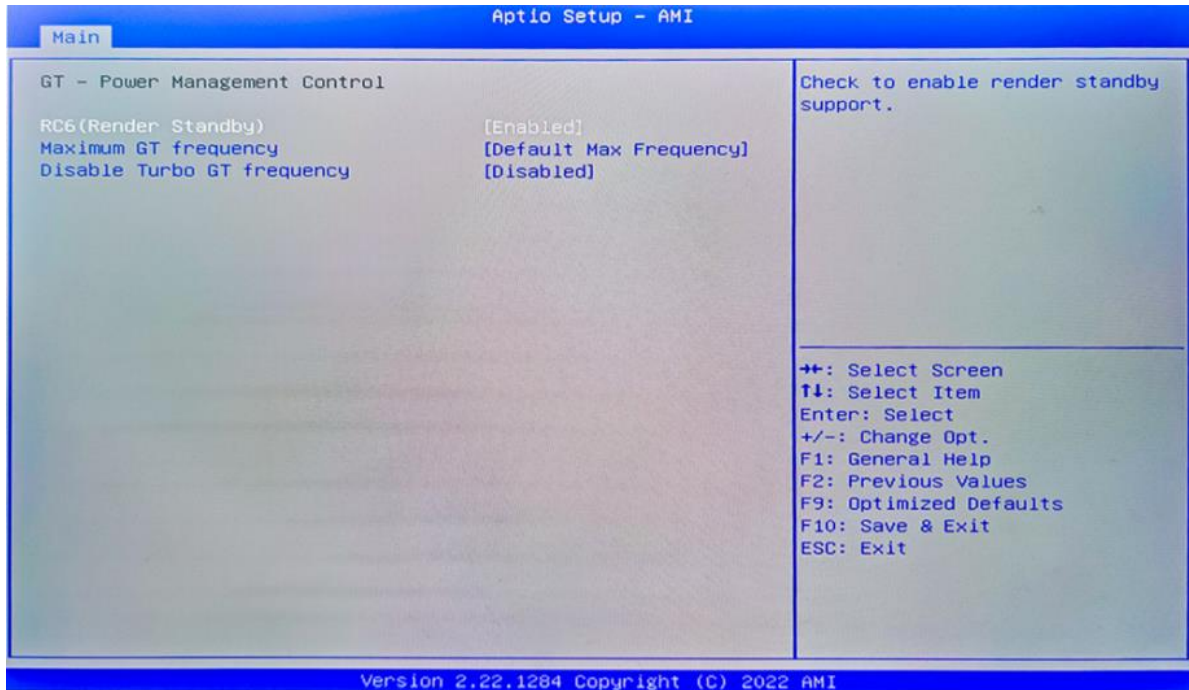 Aptio Setup – AMI
Main
GT – Power Management Control
RC6(Render Standby) [Enabled]
Maximum GT frequency [Default Max Frequency]
Disable Turbo GT frequency [Disabled]
Check to enable render standby
support.
→←: Select Screen
↑↓: Select Item
Enter: Select
+/-: Change Opt.
F1: General Help
F2: Previous Values
F9: Optimized Defaults
F10: Save & Exit
ESC: Exit
Version 2.22.1284 Copyright (C) 2022 AMI